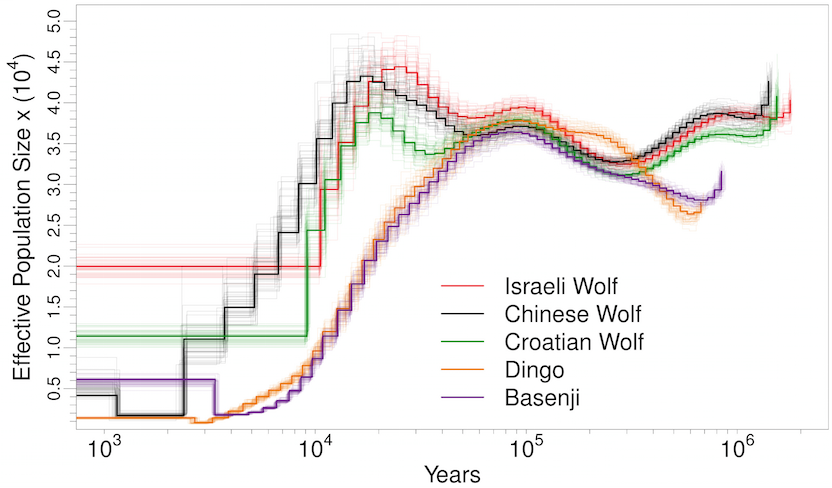 Effective Population Size x (10⁴)
5.0
4.5
4.0
3.5
3.0
2.5
2.0
1.5
1.0
0.5
Israeli Wolf
Chinese Wolf
Croatian Wolf
Dingo
Basenji
10³ 10⁴ 10⁵ 10⁶
Years